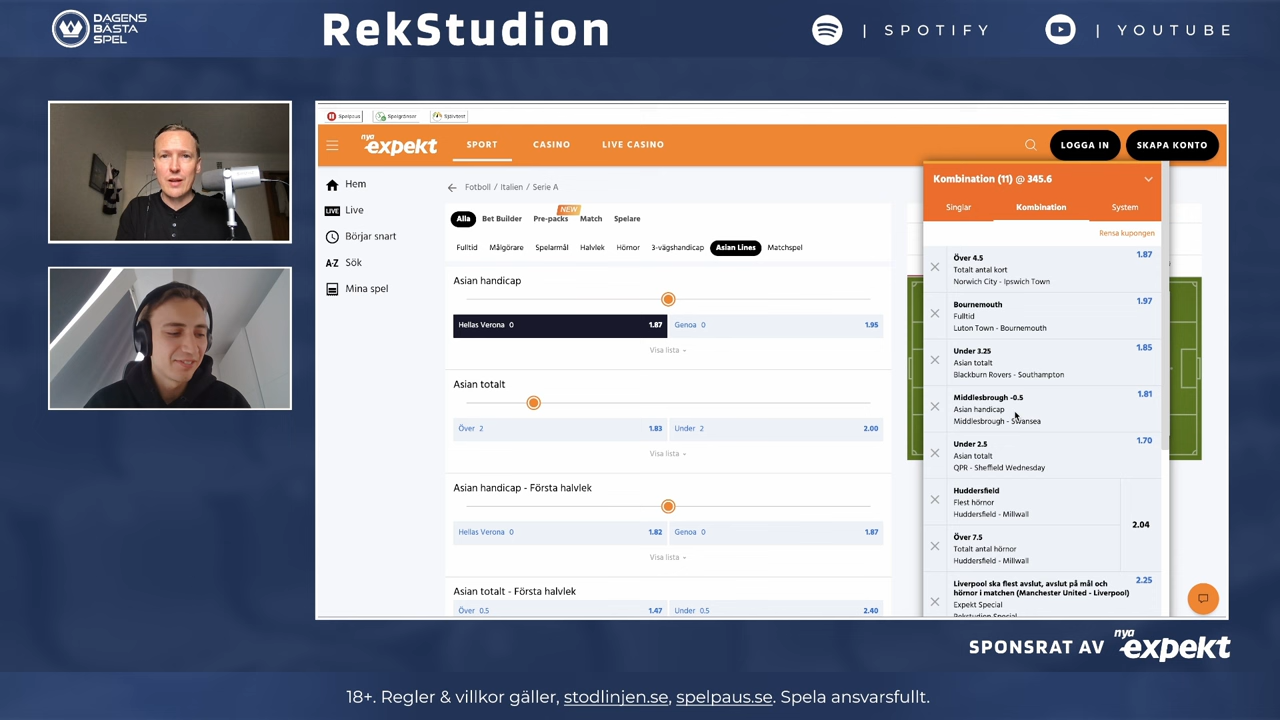 DAGENS
BÄSTA
SPEL
RekStudion
| SPOTIFY
| YOUTUBE
Spelpaus
Spelgränser
Självtest
nya
expekt
SPORT
CASINO
LIVE CASINO
LOGGA IN
SKAPA KONTO
Hem
LIVE Live
Börjar snart
A-Z Sök
Mina spel
Fotboll / Italien / Serie A
NEW
Alla Bet Builder Pre-packs Match Spelare
Fulltid Målgörare Spelarmål Halvlek Hörnor 3-vägshandicap Asian Lines Matchspel
Asian handicap
Hellas Verona 0 1.87 Genoa 0 1.95
Visa lista
Asian totalt
Över 2 1.83 Under 2 2.00
Visa lista
Asian handicap - Första halvlek
Hellas Verona 0 1.82 Genoa 0 1.87
Visa lista
Asian totalt - Första halvlek
Över 0.5 1.47 Under 0.5 2.40
Kombination (11) @ 345.6
Singlar Kombination System
Rensa kupongen
Över 4.5 1.87
Totalt antal kort
Norwich City - Ipswich Town
Bournemouth 1.97
Fulltid
Luton Town - Bournemouth
Under 3.25 1.85
Asian totalt
Blackburn Rovers - Southampton
Middlesbrough -0.5 1.81
Asian handicap
Middlesbrough - Swansea
Under 2.5 1.70
Asian totalt
QPR - Sheffield Wednesday
Huddersfield
Flest hörnor
Huddersfield - Millwall
2.04
Över 7.5
Totalt antal hörnor
Huddersfield - Millwall
Liverpool ska flest avslut, avslut på mål och 2.25
hörnor i matchen (Manchester United - Liverpool)
Expekt Special
Rekstudion Special
SPONSRAT AV nya expekt
18+. Regler & villkor gäller, stodlinjen.se, spelpaus.se. Spela ansvarsfullt.